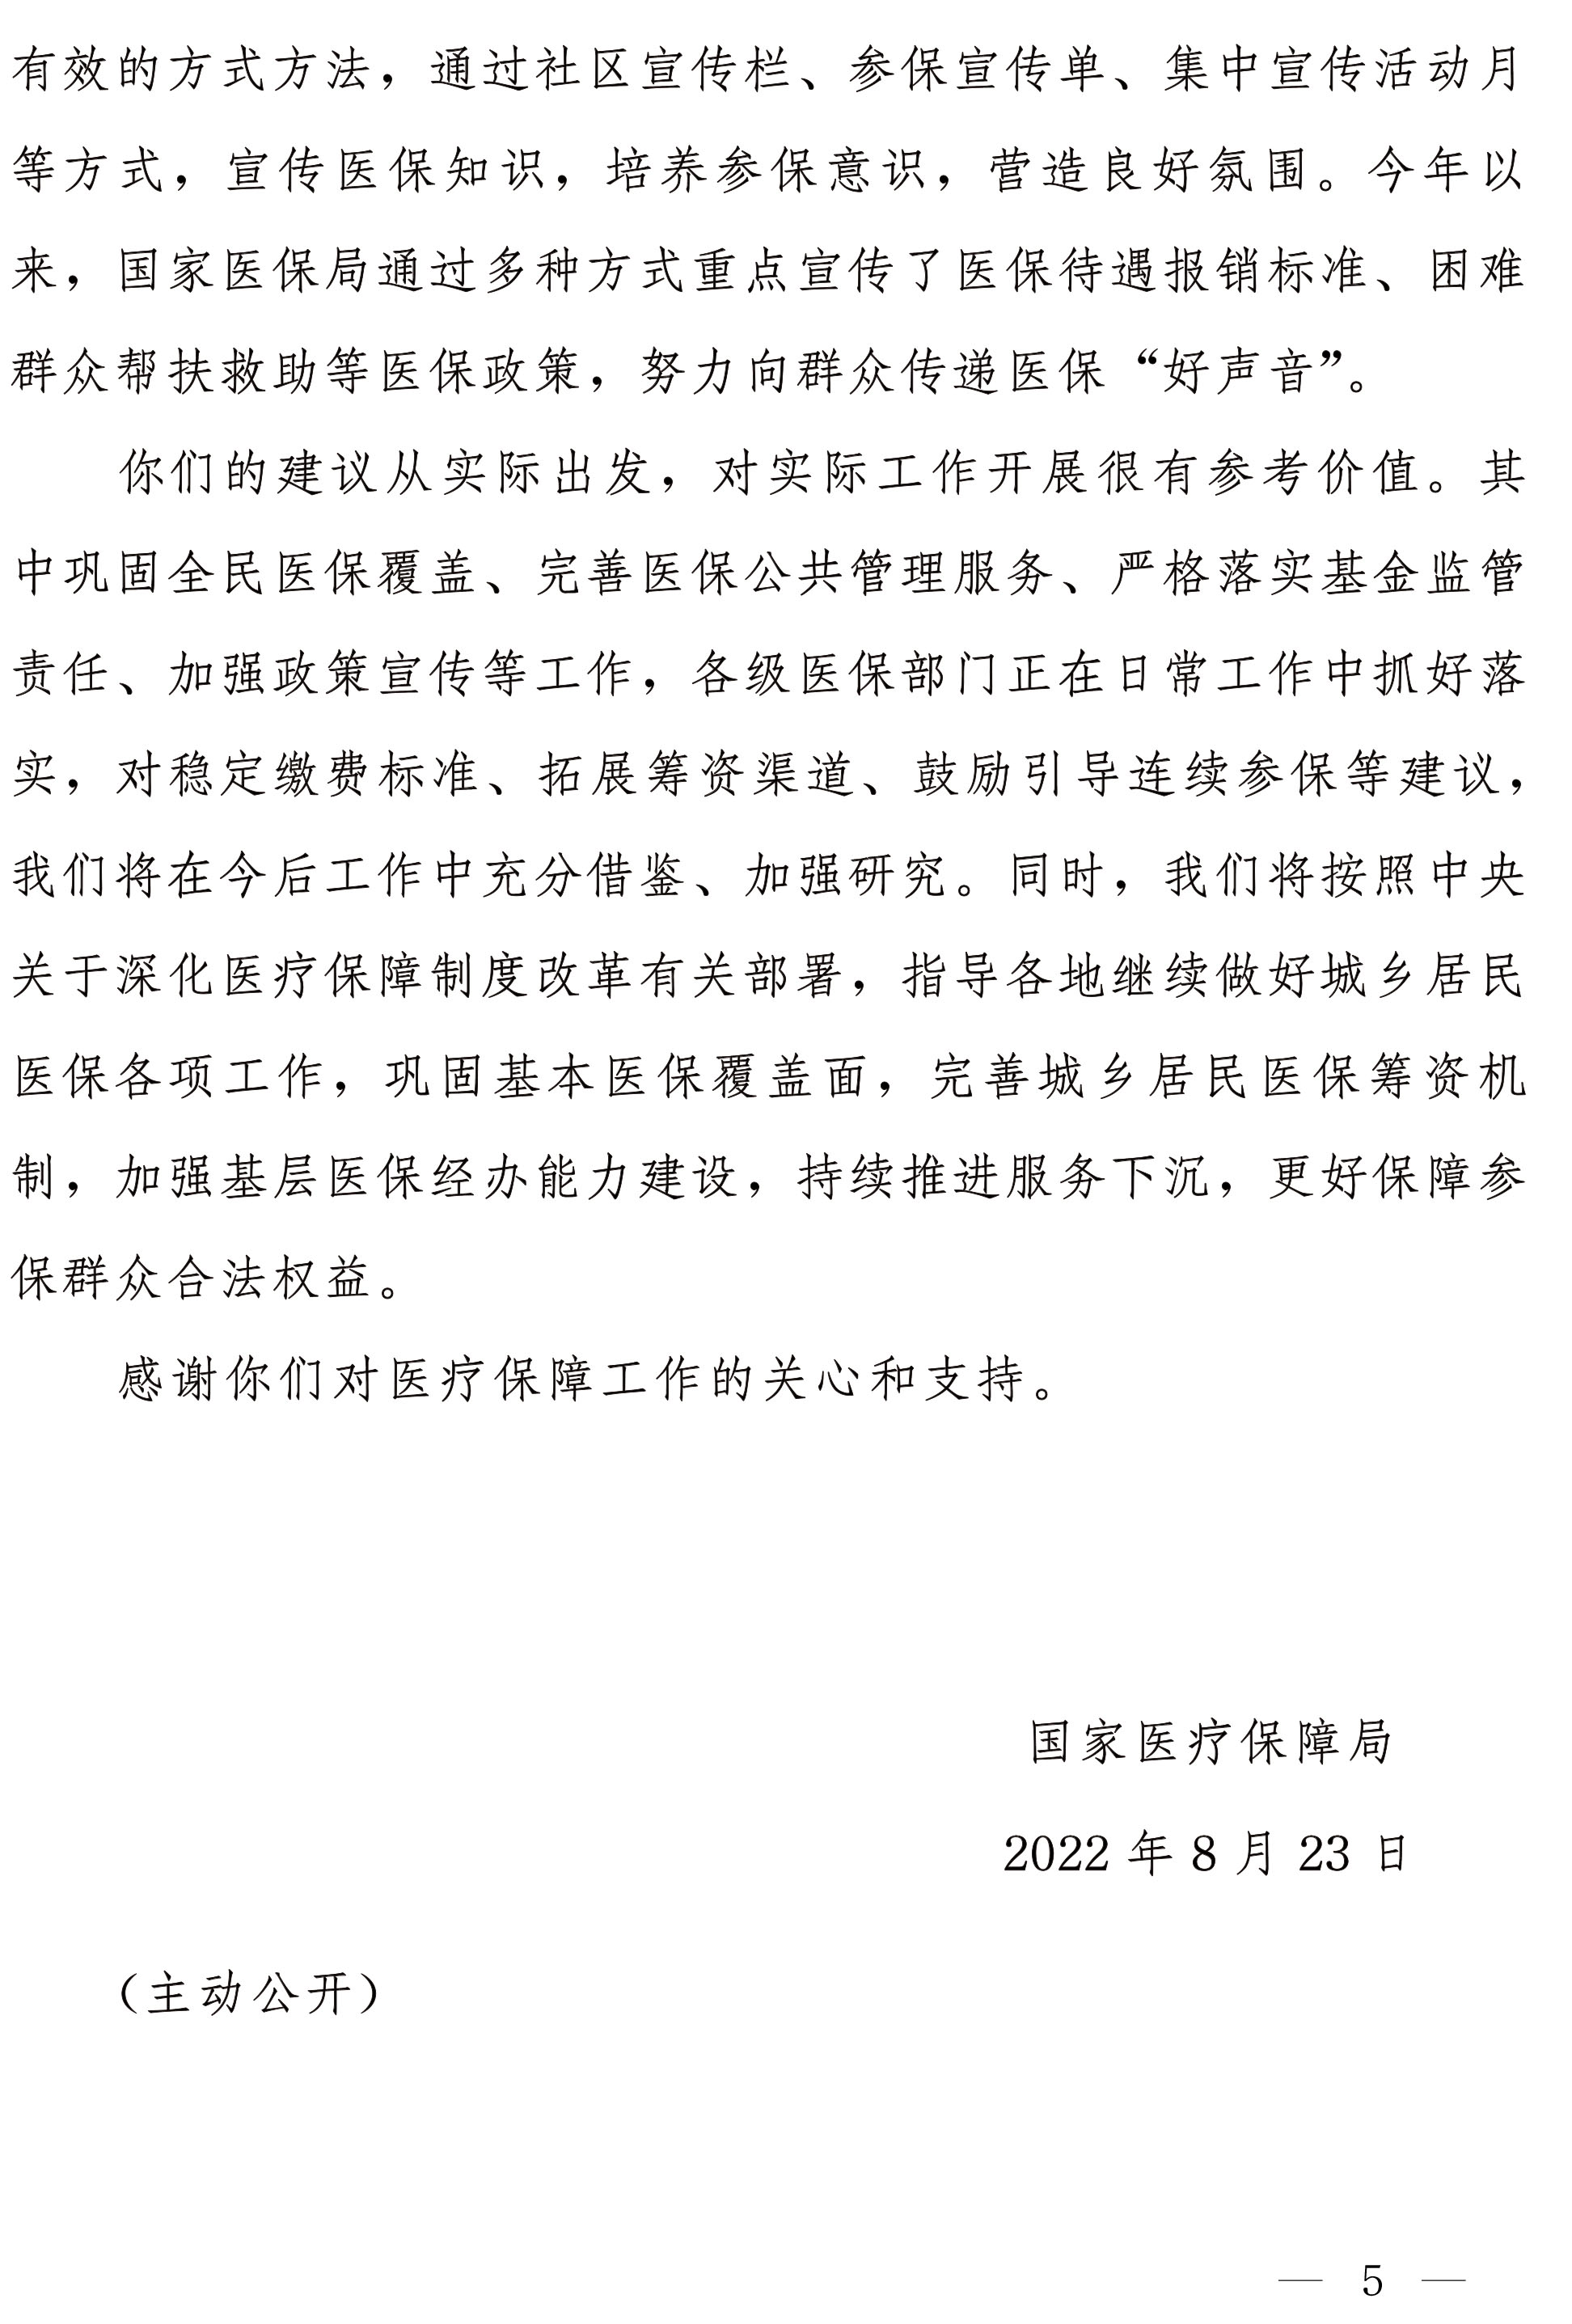 有效的方式方法，通过社区宣传栏、参保宣传单、集中宣传活动月
等方式，宣传医保知识，培养参保意识，营造良好氛围。今年以
来，国家医保局通过多种方式重点宣传了医保待遇报销标准、困难
群众帮扶救助等医保政策，努力向群众传递医保“好声音”。
你们的建议从实际出发，对实际工作开展很有参考价值。其
中巩固全民医保覆盖、完善医保公共管理服务、严格落实基金监管
责任、加强政策宣传等工作，各级医保部门正在日常工作中抓好落
实，对稳定缴费标准、拓展筹资渠道、鼓励引导连续参保等建议，
我们将在今后工作中充分借鉴、加强研究。同时，我们将按照中央
关于深化医疗保障制度改革有关部署，指导各地继续做好城乡居民
医保各项工作，巩固基本医保覆盖面，完善城乡居民医保筹资机
制，加强基层医保经办能力建设，持续推进服务下沉，更好保障参
保群众合法权益。
感谢你们对医疗保障工作的关心和支持。
国家医疗保障局
2022 年 8 月 23 日
（主动公开）
— 5 —